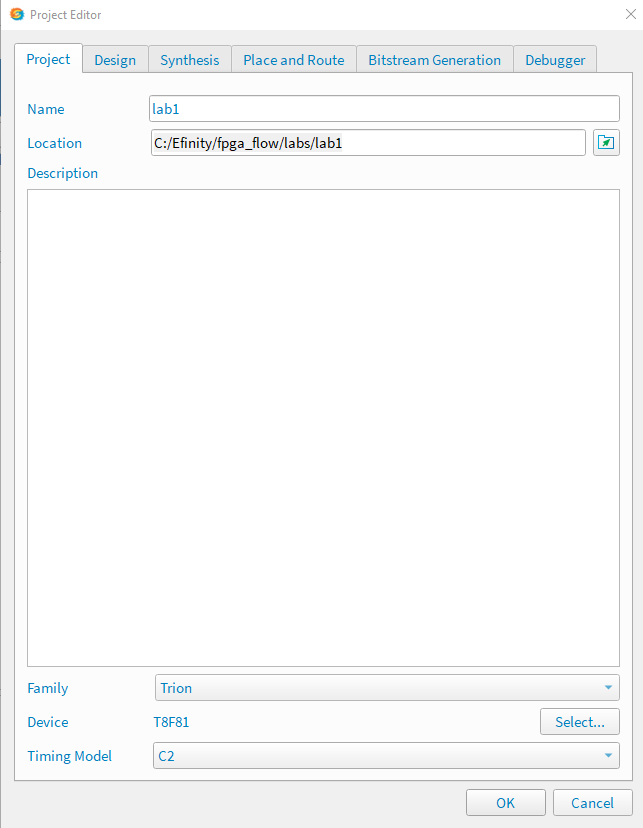 Project Editor
Project Design Synthesis Place and Route Bitstream Generation Debugger
Name lab1
Location C:/Efinity/fpga_flow/labs/lab1
Description
Family Trion
Device T8F81 Select...
Timing Model C2
OK Cancel